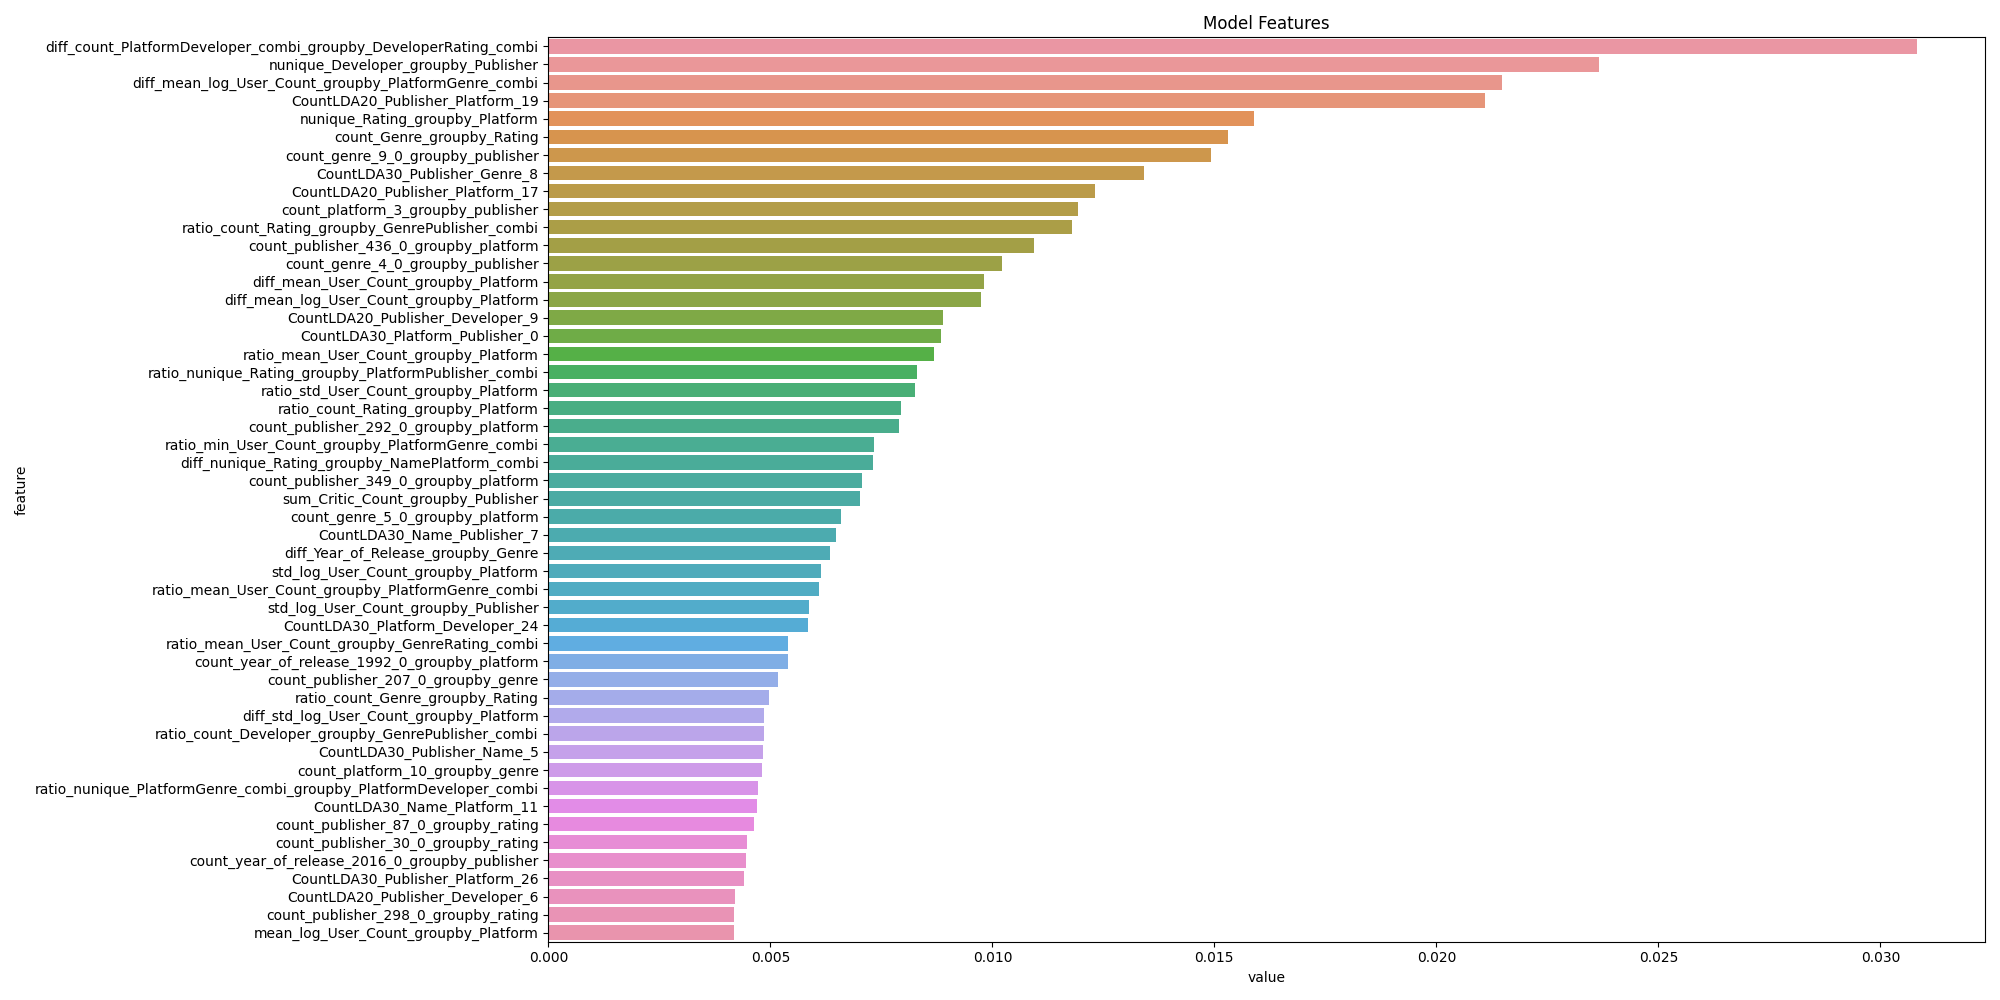 Model Features
diff_count_PlatformDeveloper_combi_groupby_DeveloperRating_combi
nunique_Developer_groupby_Publisher
diff_mean_log_User_Count_groupby_PlatformGenre_combi
CountLDA20_Publisher_Platform_19
nunique_Rating_groupby_Platform
count_Genre_groupby_Rating
count_genre_9_0_groupby_publisher
CountLDA30_Publisher_Genre_8
CountLDA20_Publisher_Platform_17
count_platform_3_groupby_publisher
ratio_count_Rating_groupby_GenrePublisher_combi
count_publisher_436_0_groupby_platform
count_genre_4_0_groupby_publisher
diff_mean_User_Count_groupby_Platform
diff_mean_log_User_Count_groupby_Platform
CountLDA20_Publisher_Developer_9
CountLDA30_Platform_Publisher_0
ratio_mean_User_Count_groupby_Platform
ratio_nunique_Rating_groupby_PlatformPublisher_combi
ratio_std_User_Count_groupby_Platform
ratio_count_Rating_groupby_Platform
count_publisher_292_0_groupby_platform
ratio_min_User_Count_groupby_PlatformGenre_combi
diff_nunique_Rating_groupby_NamePlatform_combi
count_publisher_349_0_groupby_platform
sum_Critic_Count_groupby_Publisher
count_genre_5_0_groupby_platform
CountLDA30_Name_Publisher_7
diff_Year_of_Release_groupby_Genre
std_log_User_Count_groupby_Platform
ratio_mean_User_Count_groupby_PlatformGenre_combi
std_log_User_Count_groupby_Publisher
CountLDA30_Platform_Developer_24
ratio_mean_User_Count_groupby_GenreRating_combi
count_year_of_release_1992_0_groupby_platform
count_publisher_207_0_groupby_genre
ratio_count_Genre_groupby_Rating
diff_std_log_User_Count_groupby_Platform
ratio_count_Developer_groupby_GenrePublisher_combi
CountLDA30_Publisher_Name_5
count_platform_10_groupby_genre
ratio_nunique_PlatformGenre_combi_groupby_PlatformDeveloper_combi
CountLDA30_Name_Platform_11
count_publisher_87_0_groupby_rating
count_publisher_30_0_groupby_rating
count_year_of_release_2016_0_groupby_publisher
CountLDA30_Publisher_Platform_26
CountLDA20_Publisher_Developer_6
count_publisher_298_0_groupby_rating
mean_log_User_Count_groupby_Platform
feature
0.000 0.005 0.010 0.015 0.020 0.025 0.030
value